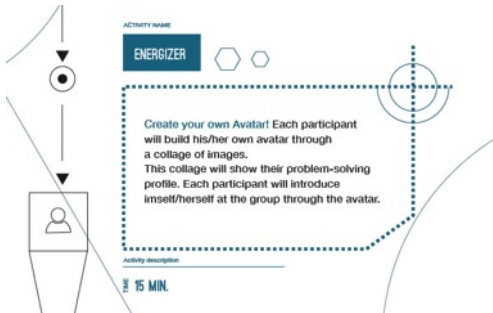 ACTIVITY NAME
ENERGIZER
Create your own Avatar! Each participant
will build his/her own avatar through
a collage of images.
This collage will show their problem-solving
profile. Each participant will introduce
imself/herself at the group through the avatar.
Activity description
TIME 15 MIN.